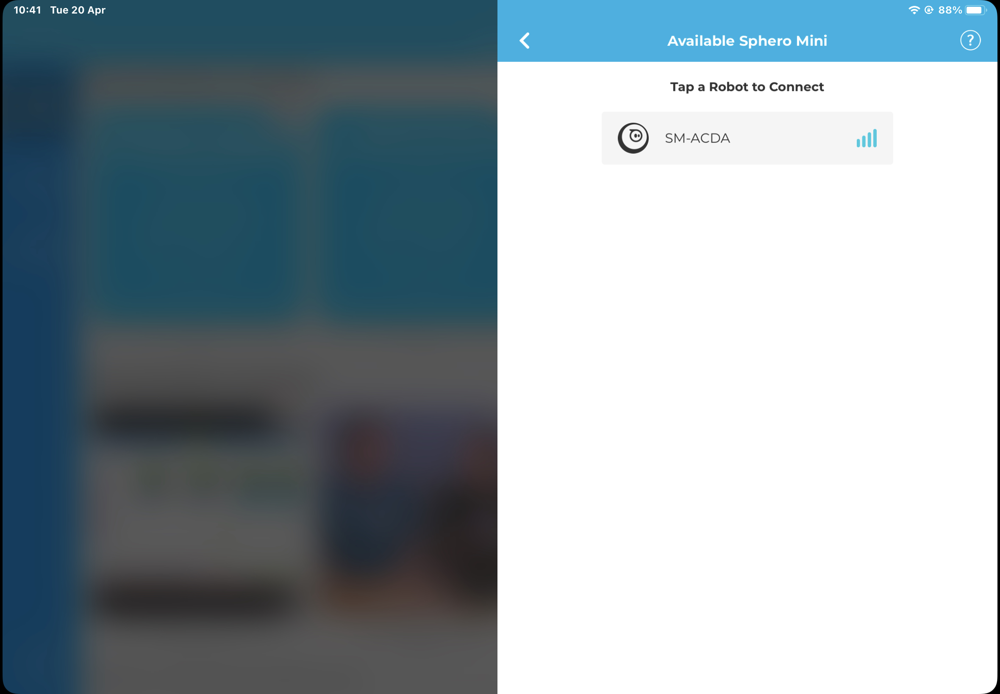 10:41 Tue 20 Apr
88%
Available Sphero Mini
?
Tap a Robot to Connect
SM-ACDA